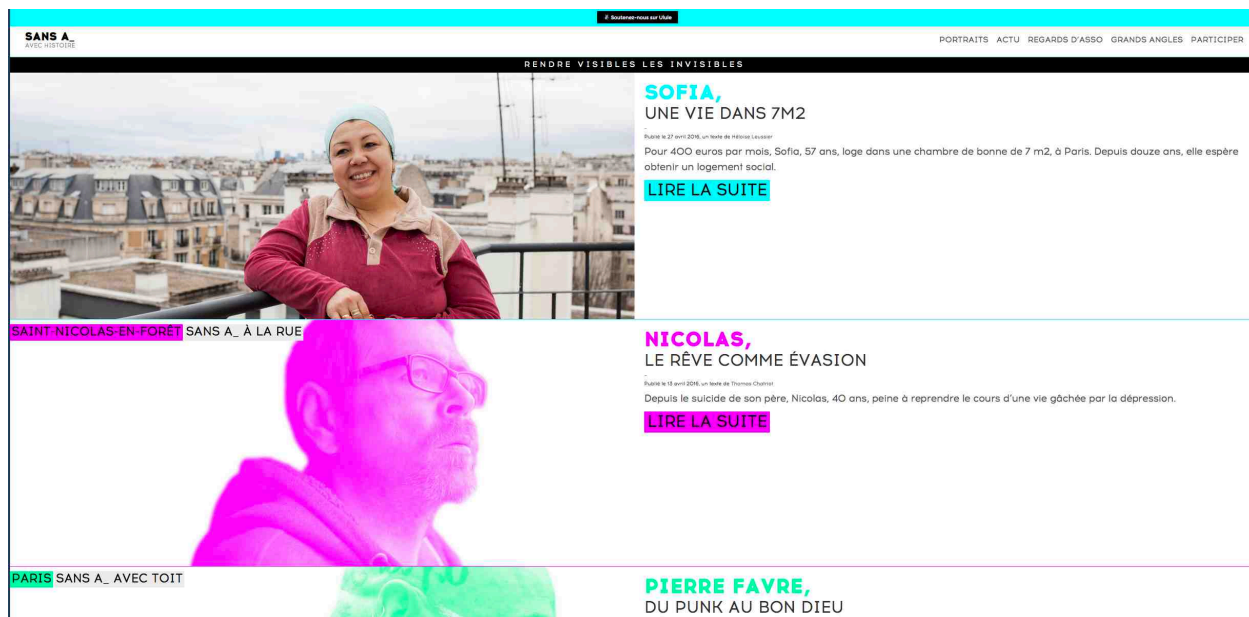 Soutenez-nous sur Ulule
SANS A_
AVEC HISTOIRE
PORTRAITS ACTU REGARDS D'ASSO GRANDS ANGLES PARTICIPER
RENDRE VISIBLES LES INVISIBLES
SOFIA,
UNE VIE DANS 7M2
_
Publié le 27 avril 2016, un texte de Héloïse Leussier
Pour 400 euros par mois, Sofia, 57 ans, loge dans une chambre de bonne de 7 m2, à Paris. Depuis douze ans, elle espère
obtenir un logement social.
LIRE LA SUITE
SAINT NICOLAS-EN-FORÊT SANS A_ À LA RUE
NICOLAS,
LE RÊVE COMME ÉVASION
_
Publié le 13 avril 2016, un texte de Thomas Chatriot
Depuis le suicide de son père, Nicolas, 40 ans, peine à reprendre le cours d'une vie gâchée par la dépression.
LIRE LA SUITE
PARIS SANS A_ AVEC TOIT
PIERRE FAVRE,
DU PUNK AU BON DIEU